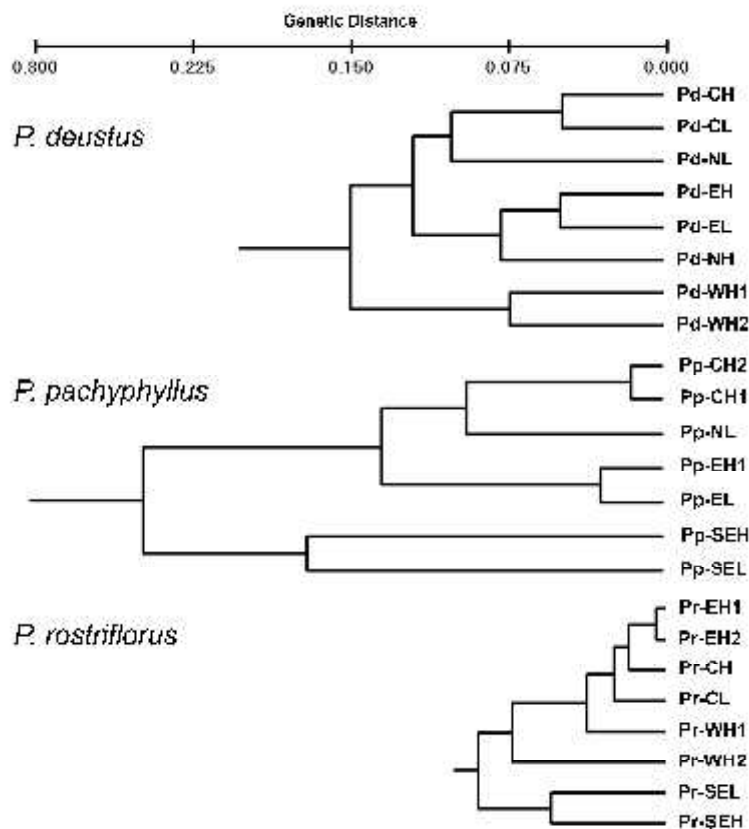 Genetic Distance
0.300 0.225 0.150 0.075 0.000
P. deustus
Pd-CH
Pd-CL
Pd-NL
Pd-EH
Pd-EL
Pd-NH
Pd-WH1
Pd-WH2
P. pachyphyllus
Pp-CH2
Pp-CH1
Pp-NL
Pp-EH1
Pp-EL
Pp-SEH
Pp-SEL
P. rostriflorus
Pr-EH1
Pr-EH2
Pr-CH
Pr-CL
Pr-WH1
Pr-WH2
Pr-SEL
Pr-SEH